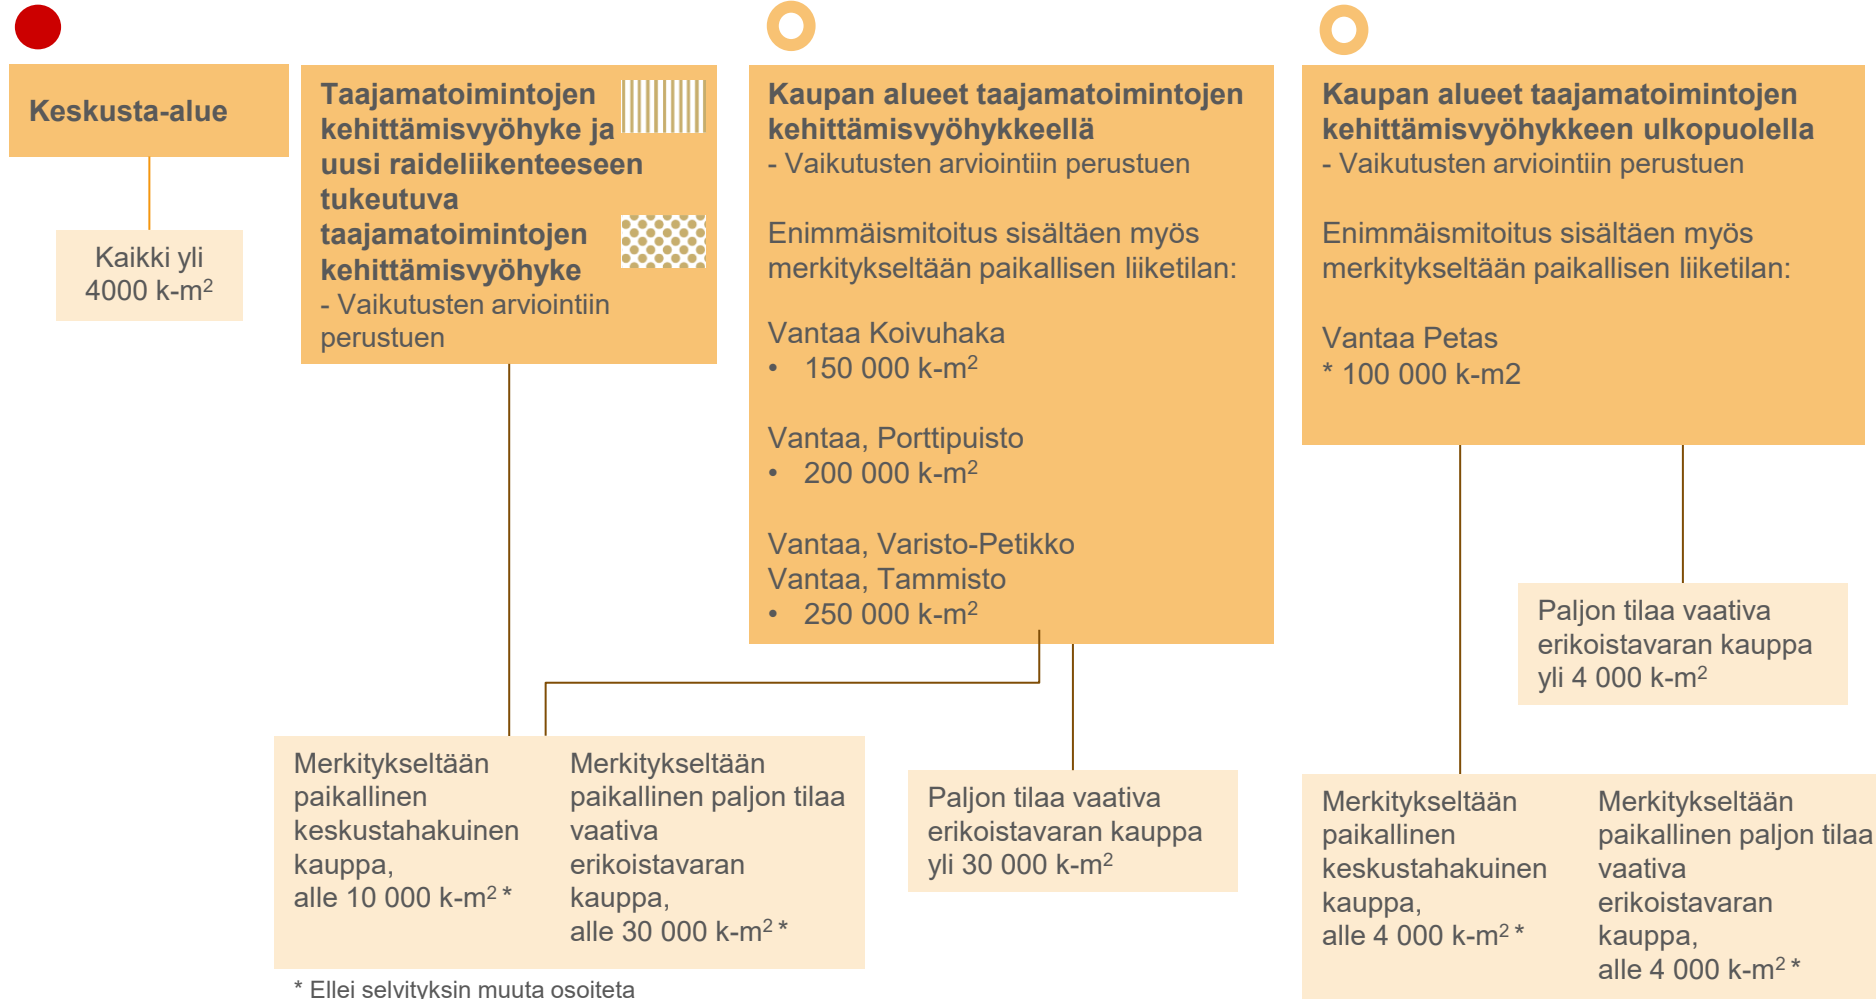 Keskusta-alue
Kaikki yli
4000 k-m²
Taajamatoimintojen
kehittämisvyöhyke ja
uusi raideliikenteeseen
tukeutuva
taajamatoimintojen
kehittämisvyöhyke
- Vaikutusten arviointiin
perustuen
Kaupan alueet taajamatoimintojen
kehittämisvyöhykkeellä
- Vaikutusten arviointiin perustuen
Enimmäismitoitus sisältäen myös
merkitykseltään paikallisen liiketilan:
Vantaa Koivuhaka
• 150 000 k-m²
Vantaa, Porttipuisto
• 200 000 k-m²
Vantaa, Varisto-Petikko
Vantaa, Tammisto
• 250 000 k-m²
Kaupan alueet taajamatoimintojen
kehittämisvyöhykkeen ulkopuolella
- Vaikutusten arviointiin perustuen
Enimmäismitoitus sisältäen myös
merkitykseltään paikallisen liiketilan:
Vantaa Petas
* 100 000 k-m2
Paljon tilaa vaativa
erikoistavaran kauppa
yli 4 000 k-m²
Merkitykseltään
paikallinen
keskustahakuinen
kauppa,
alle 10 000 k-m² *
Merkitykseltään
paikallinen paljon tilaa
vaativa
erikoistavaran
kauppa,
alle 30 000 k-m² *
Paljon tilaa vaativa
erikoistavaran kauppa
yli 30 000 k-m²
Merkitykseltään
paikallinen
keskustahakuinen
kauppa,
alle 4 000 k-m² *
Merkitykseltään
paikallinen paljon tilaa
vaativa
erikoistavaran
kauppa,
alle 4 000 k-m² *
* Ellei selvityksin muuta osoiteta